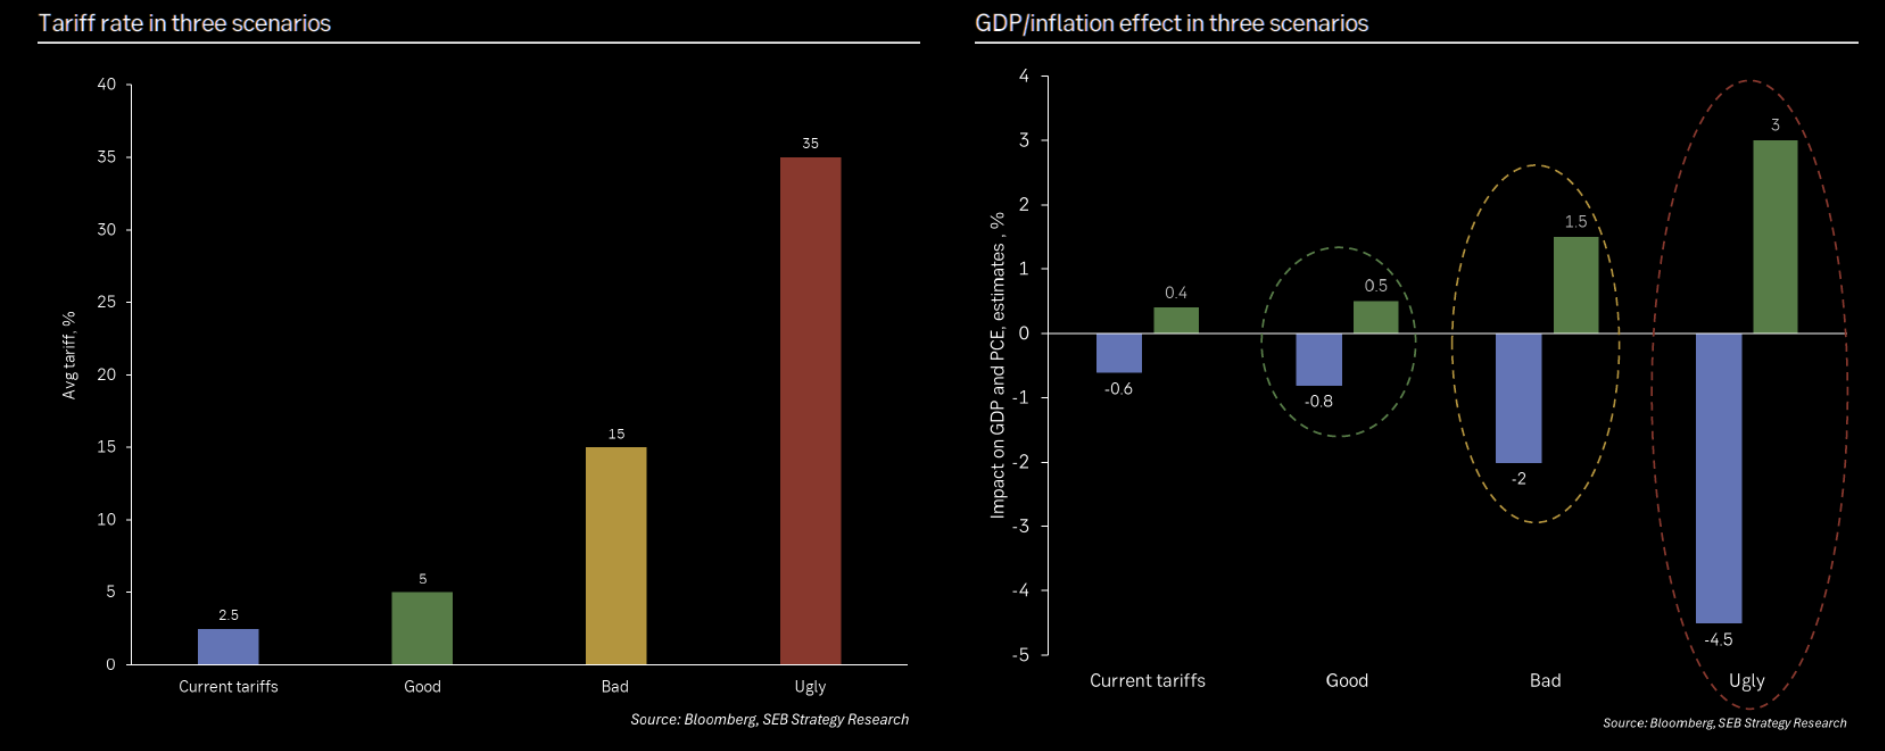 Tariff rate in three scenarios
40
35
30
25
20
15
10
5
0
Avg tariff, %
2.5
5
15
35
Current tariffs
Good
Bad
Ugly
Source: Bloomberg, SEB Strategy Research
GDP/inflation effect in three scenarios
4
3
2
1
0
-1
-2
-3
-4
-5
Impact on GDP and PCE, estimates , %
0.4
-0.6
0.5
-0.8
1.5
-2
3
-4.5
Current tariffs
Good
Bad
Ugly
Source: Bloomberg, SEB Strategy Research